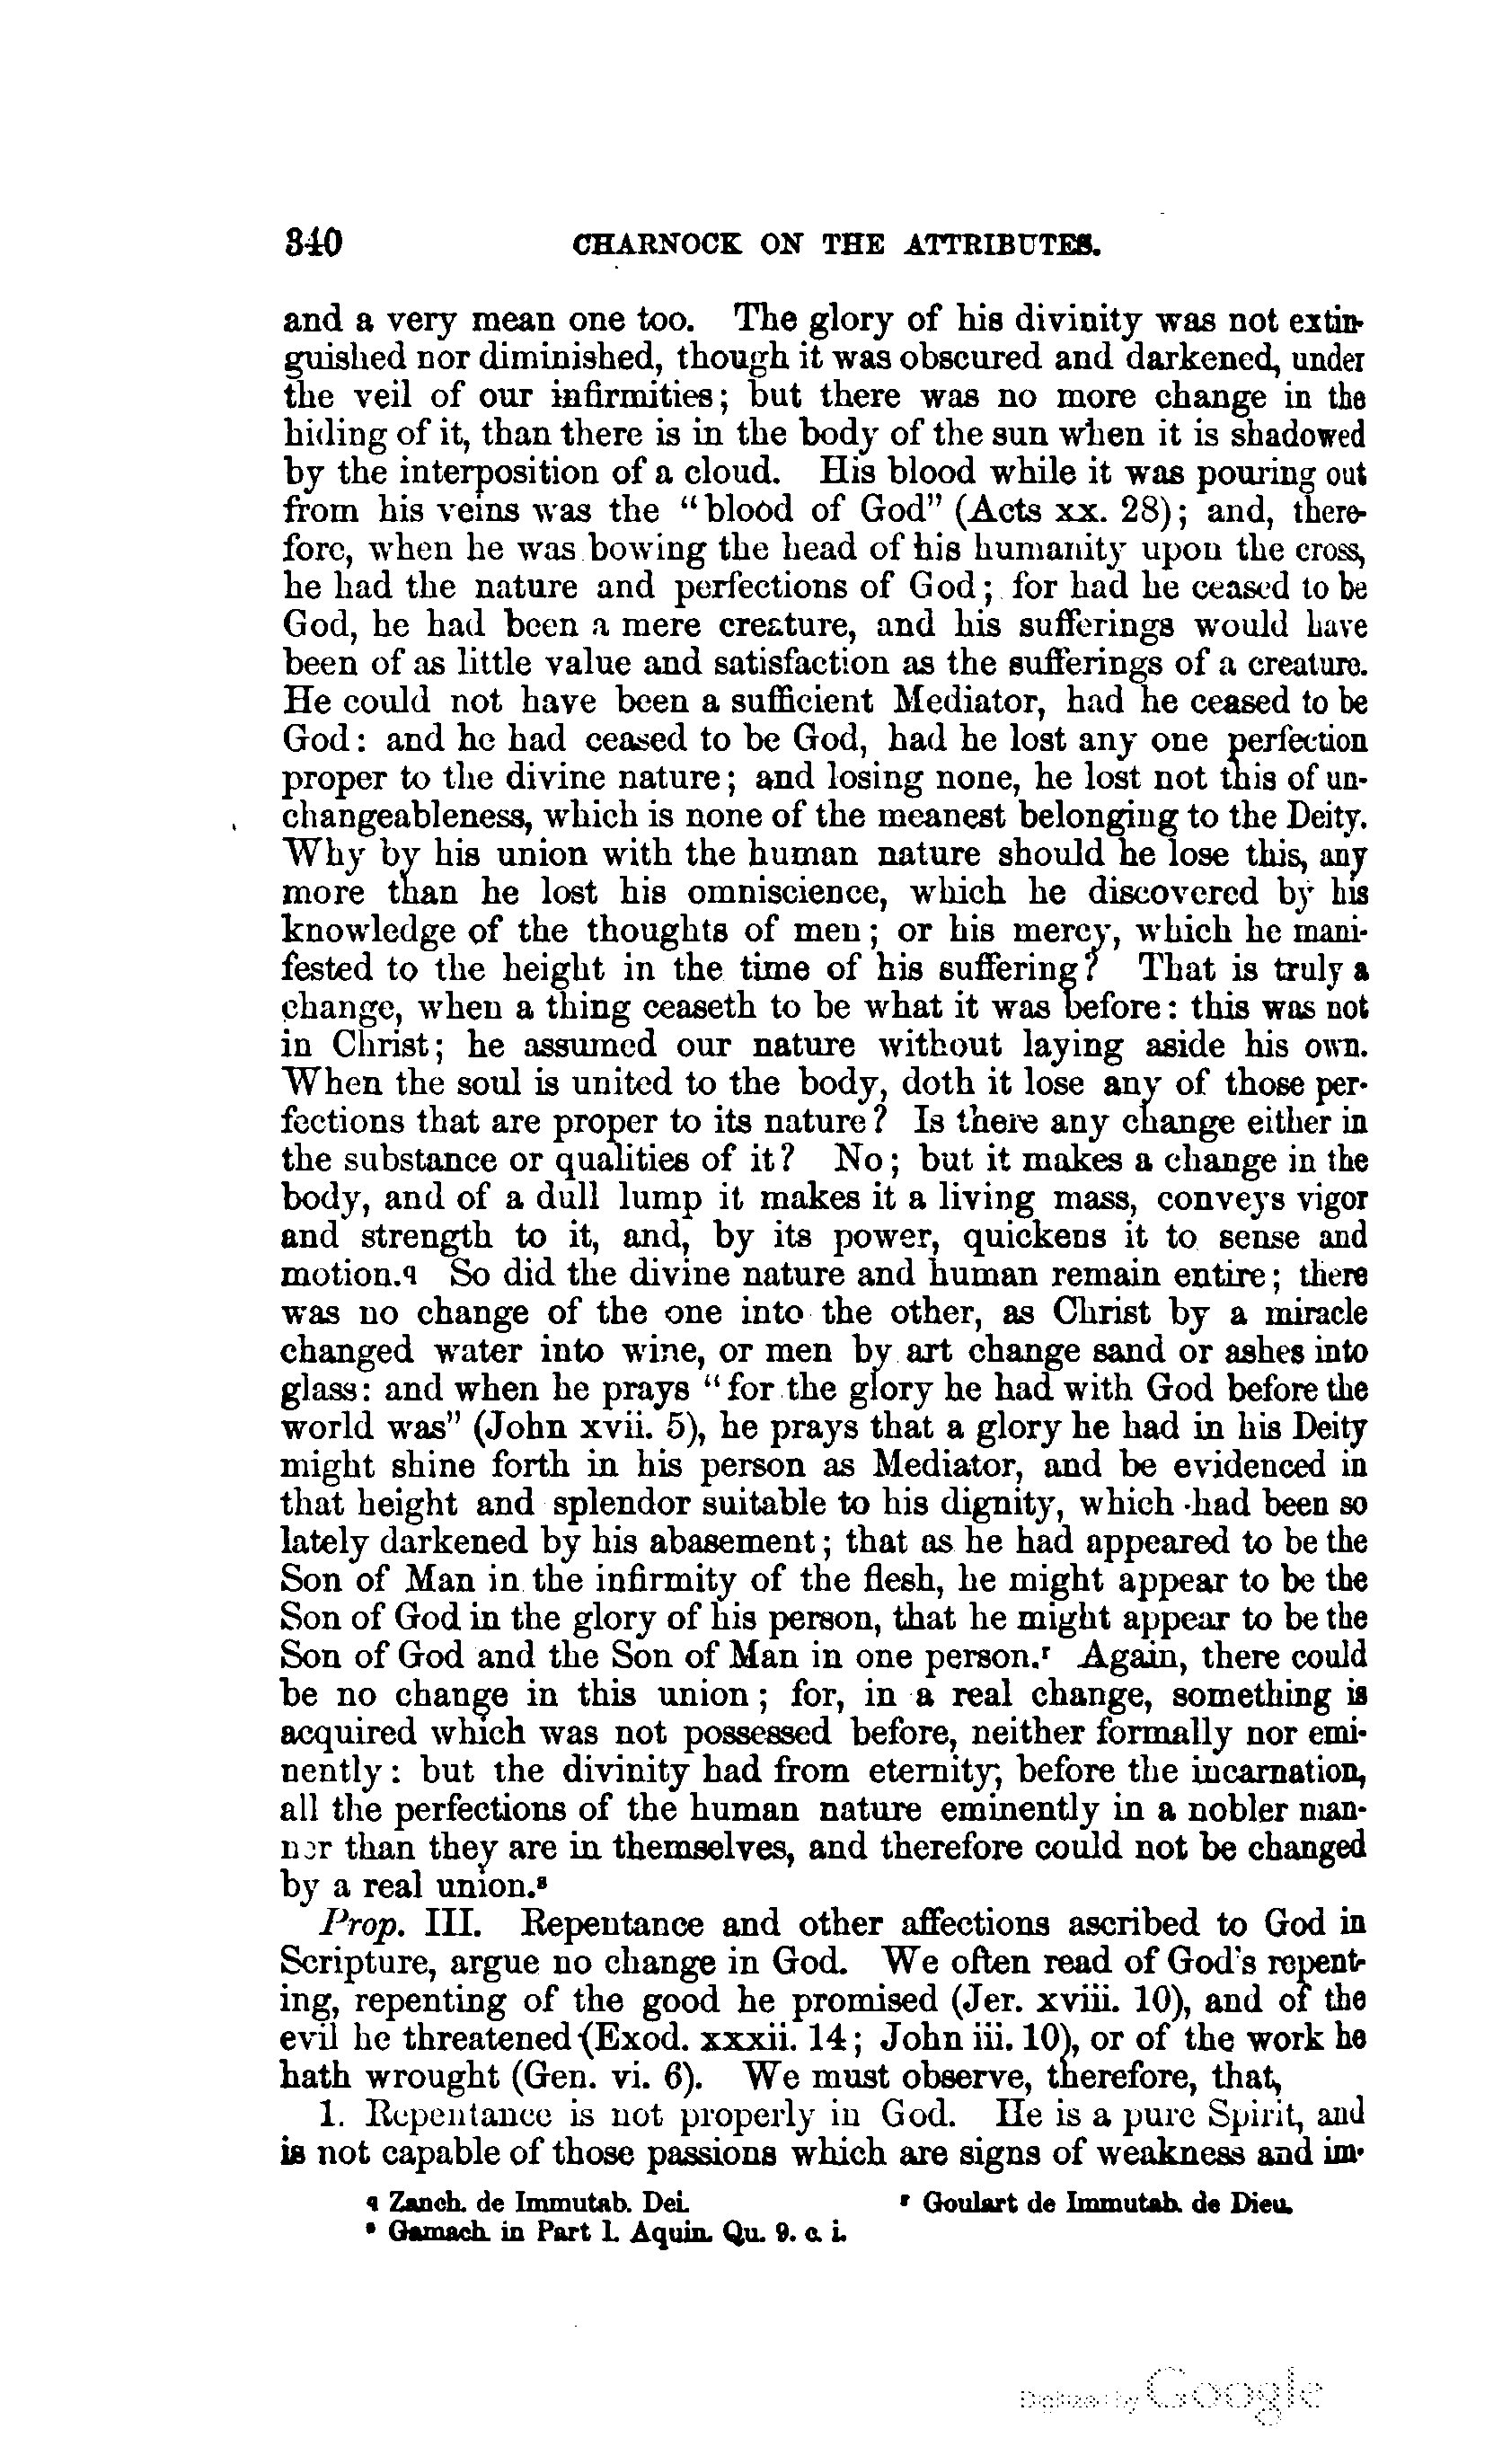 340 CHARNOCK ON THE ATTRIBUTES.
and a very mean one too. The glory of his divinity was not extin-
guished nor diminished, though it was obscured and darkened, under
the veil of our infirmities; but there was no more change in the
hiding of it, than there is in the body of the sun when it is shadowed
by the interposition of a cloud. His blood while it was pouring out
from his veins was the "blood of God" (Acts xx. 28); and, there-
fore, when he was bowing the head of his humanity upon the cross,
he had the nature and perfections of God; for had he ceased to be
God, he had been a mere creature, and his sufferings would have
been of as little value and satisfaction as the sufferings of a creature.
He could not have been a sufficient Mediator, had he ceased to be
God: and he had ceased to be God, had he lost any one perfection
proper to the divine nature; and losing none, he lost not this of un-
changeableness, which is none of the meanest belonging to the Deity.
Why by his union with the human nature should he lose this, any
more than he lost his omniscience, which he discovered by his
knowledge of the thoughts of men; or his mercy, which he mani-
fested to the height in the time of his suffering? That is truly a
change, when a thing ceaseth to be what it was before: this was not
in Christ; he assumed our nature without laying aside his own.
When the soul is united to the body, doth it lose any of those per-
fections that are proper to its nature? Is there any change either in
the substance or qualities of it? No; but it makes a change in the
body, and of a dull lump it makes it a living mass, conveys vigor
and strength to it, and, by its power, quickens it to sense and
motion.q So did the divine nature and human remain entire; there
was no change of the one into the other, as Christ by a miracle
changed water into wine, or men by art change sand or ashes into
glass: and when he prays "for the glory he had with God before the
world was" (John xvii. 5), he prays that a glory he had in his Deity
might shine forth in his person as Mediator, and be evidenced in
that height and splendor suitable to his dignity, which had been so
lately darkened by his abasement; that as he had appeared to be the
Son of Man in the infirmity of the flesh, he might appear to be the
Son of God in the glory of his person, that he might appear to be the
Son of God and the Son of Man in one person.r Again, there could
be no change in this union; for, in a real change, something is
acquired which was not possessed before, neither formally nor emi-
nently: but the divinity had from eternity, before the incarnation,
all the perfections of the human nature eminently in a nobler man-
ner than they are in themselves, and therefore could not be changed
by a real union.s
Prop. III. Repentance and other affections ascribed to God in
Scripture, argue no change in God. We often read of God's repent-
ing, repenting of the good he promised (Jer. xviii. 10), and of the
evil he threatened (Exod. xxxii. 14; John iii. 10), or of the work he
hath wrought (Gen. vi. 6). We must observe, therefore, that,
1. Repentance is not properly in God. He is a pure Spirit, and
is not capable of those passions which are signs of weakness and im-
q Zanch. de Immutab. Dei. r Goulart de Immutab. de Dieu.
s Gamach. in Part I. Aquin. Qu. 9. c. i.
Digitized by Google